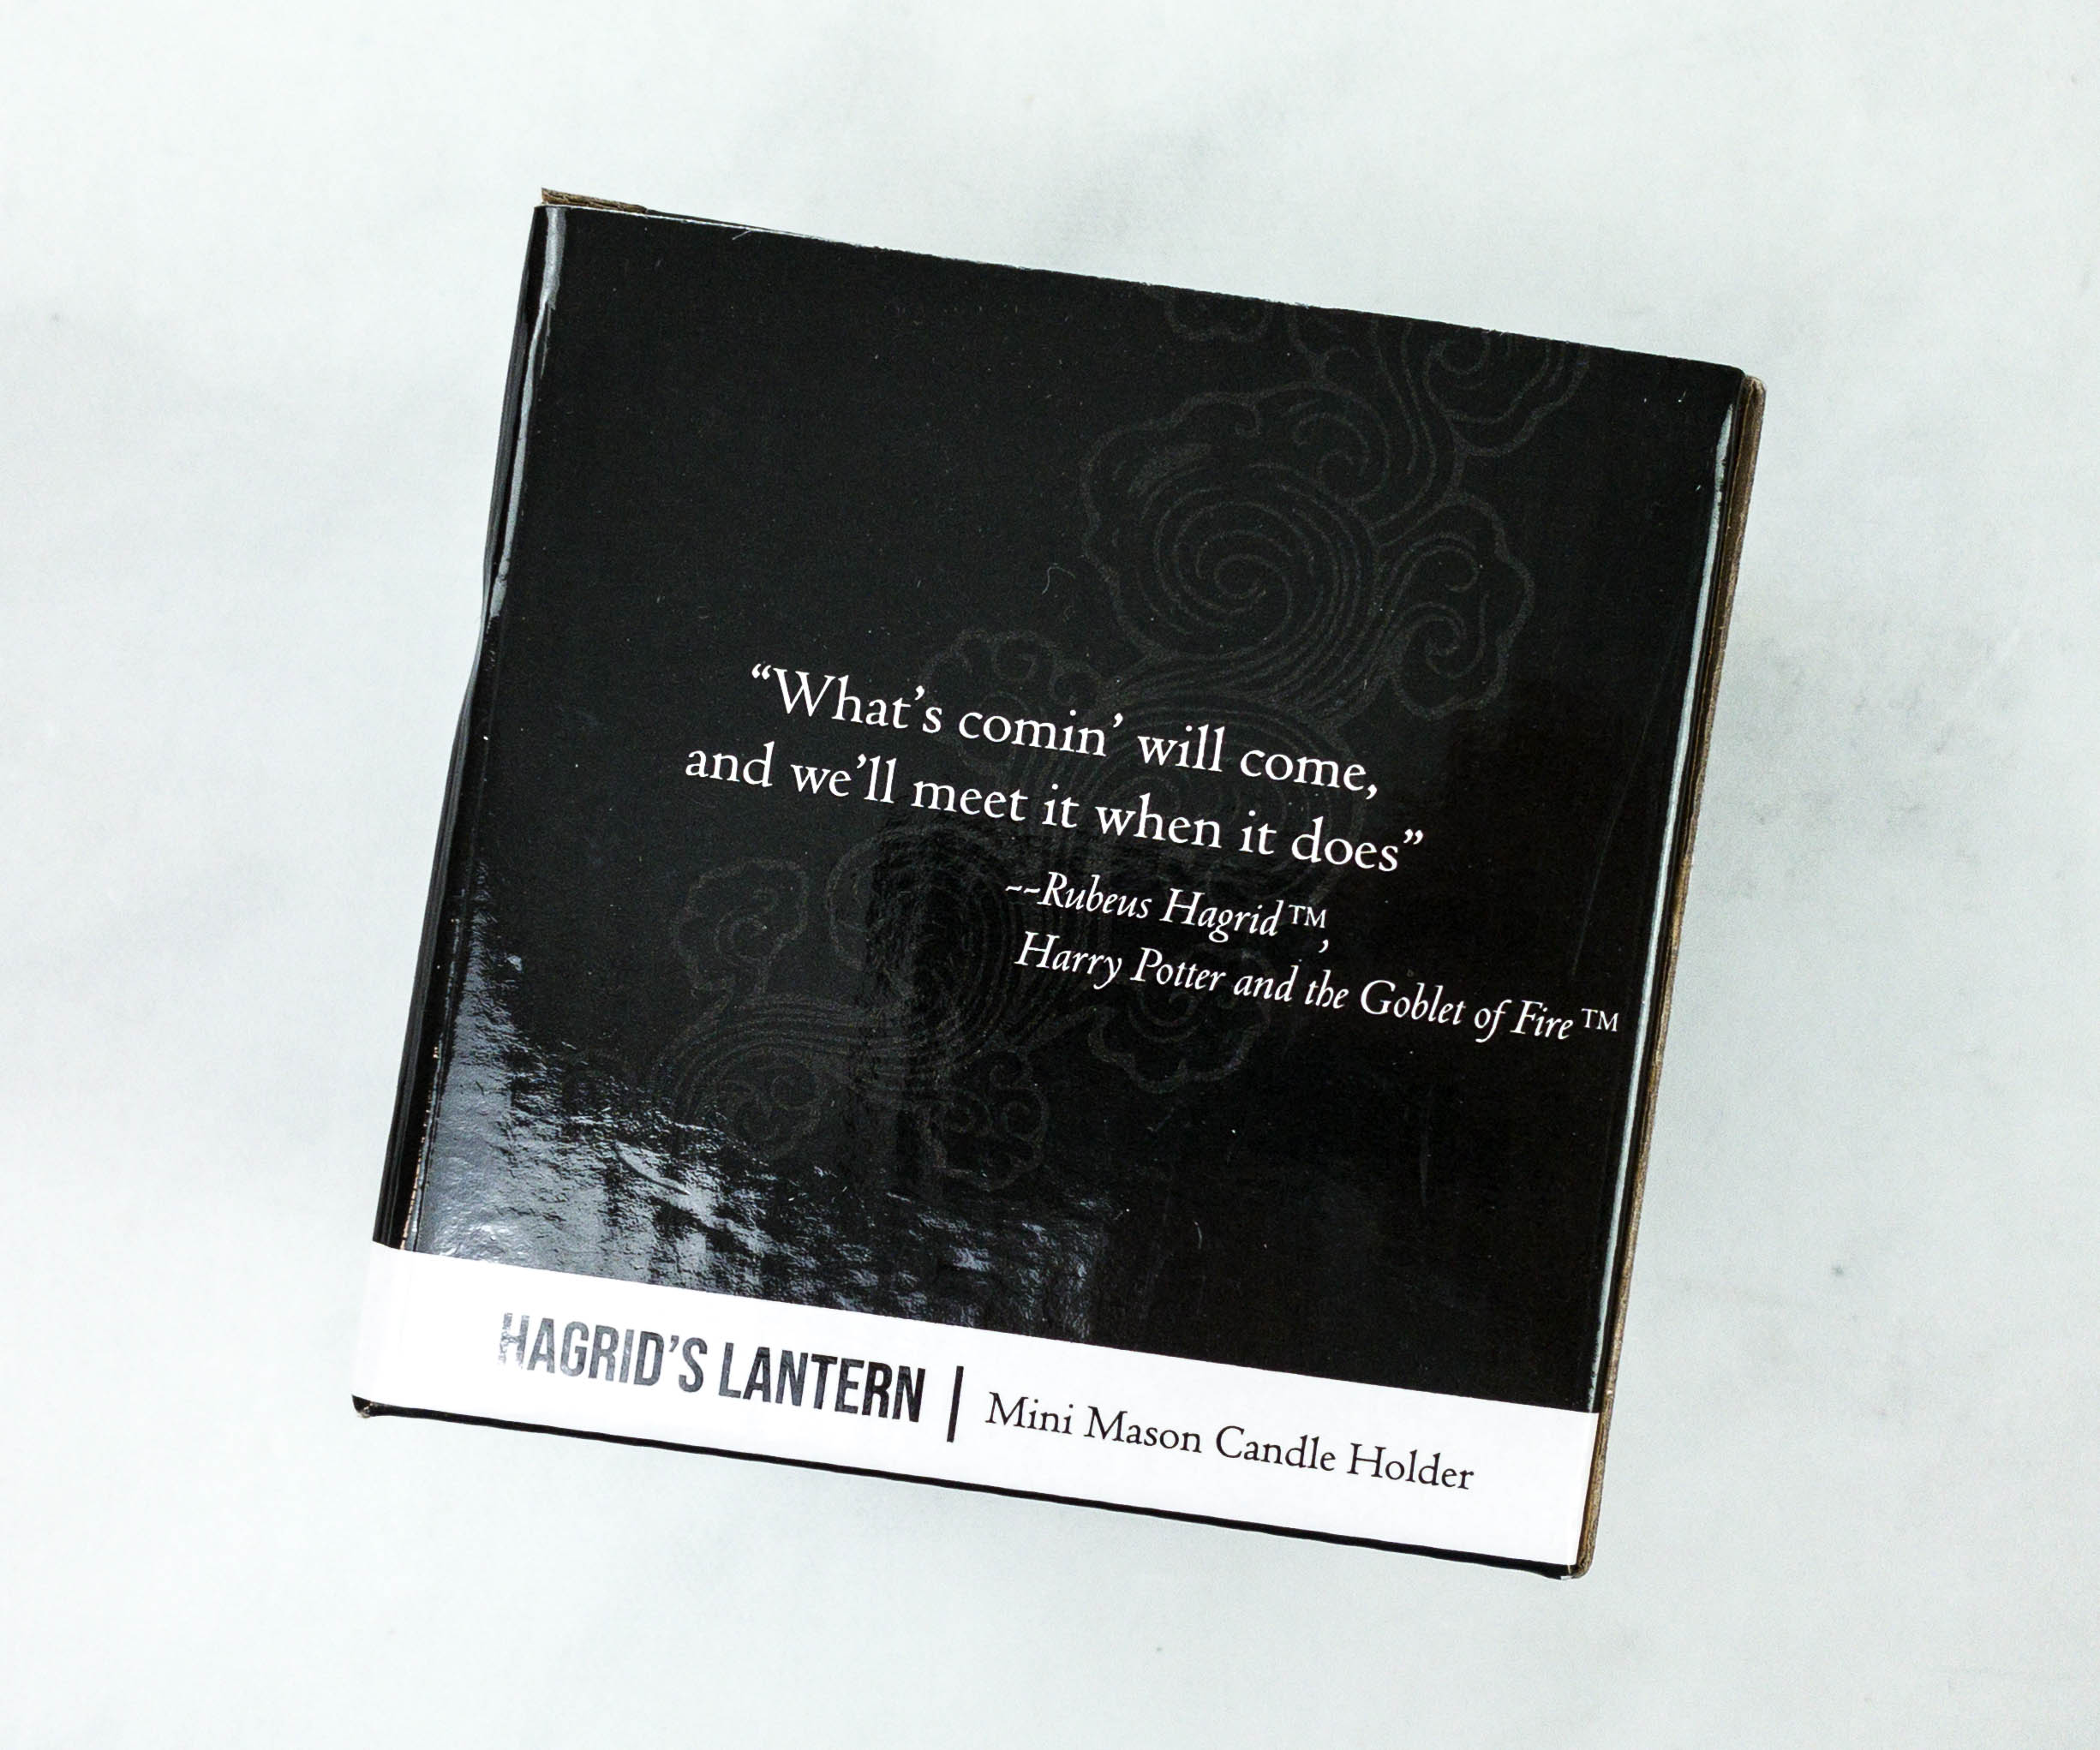 “What’s comin’ will come,
and we’ll meet it when it does”
--Rubeus Hagrid™,
Harry Potter and the Goblet of Fire™
HAGRID’S LANTERN | Mini Mason Candle Holder